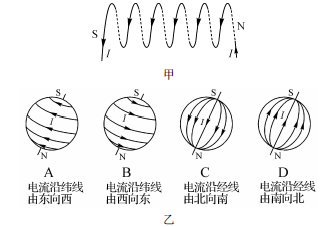 S N
I I
甲
S S S S
I I I I
N N N N
A B C D
电流沿纬线 电流沿纬线 电流沿经线 电流沿经线
由东向西 由西向东 由北向南 由南向北
乙